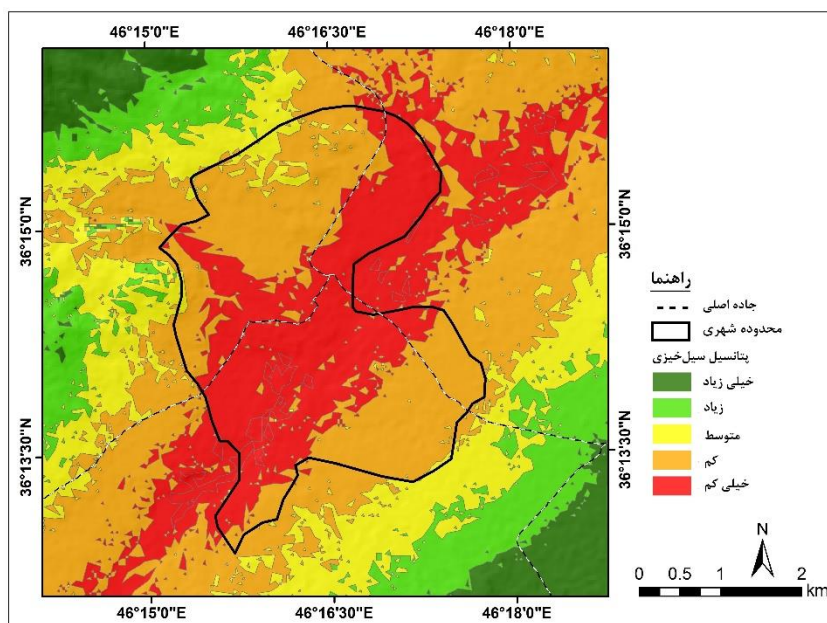 46°15'0"E 46°16'30"E 46°18'0"E
36°15'0"N
36°13'30"N
36°15'0"N
36°13'30"N
راهنما
جاده اصلی
محدوده شهری
پتانسیل سیل‌خیزی
خیلی زیاد
زیاد
متوسط
کم
خیلی کم
N
0 0.5 1 2
km
46°15'0"E 46°16'30"E 46°18'0"E